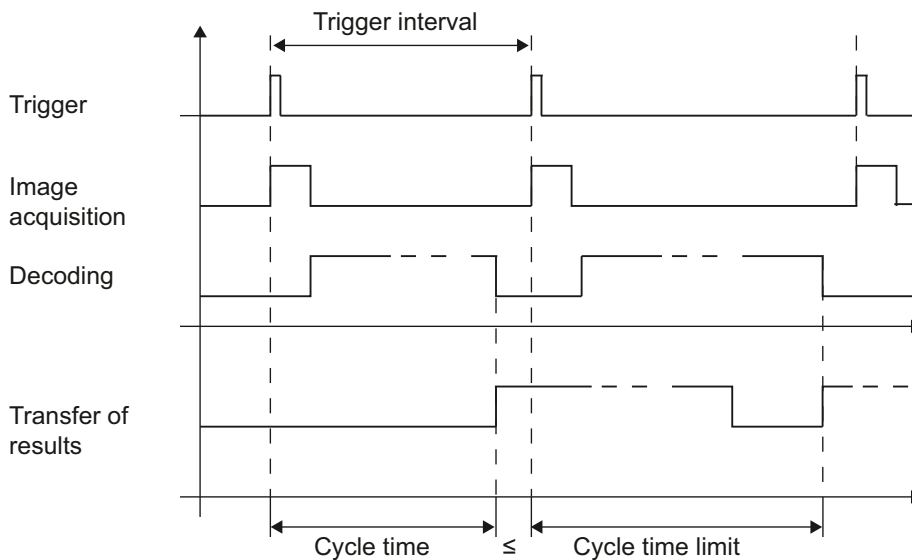 Trigger interval
Trigger
Image
acquisition
Decoding
Transfer of
results
Cycle time ≤ Cycle time limit